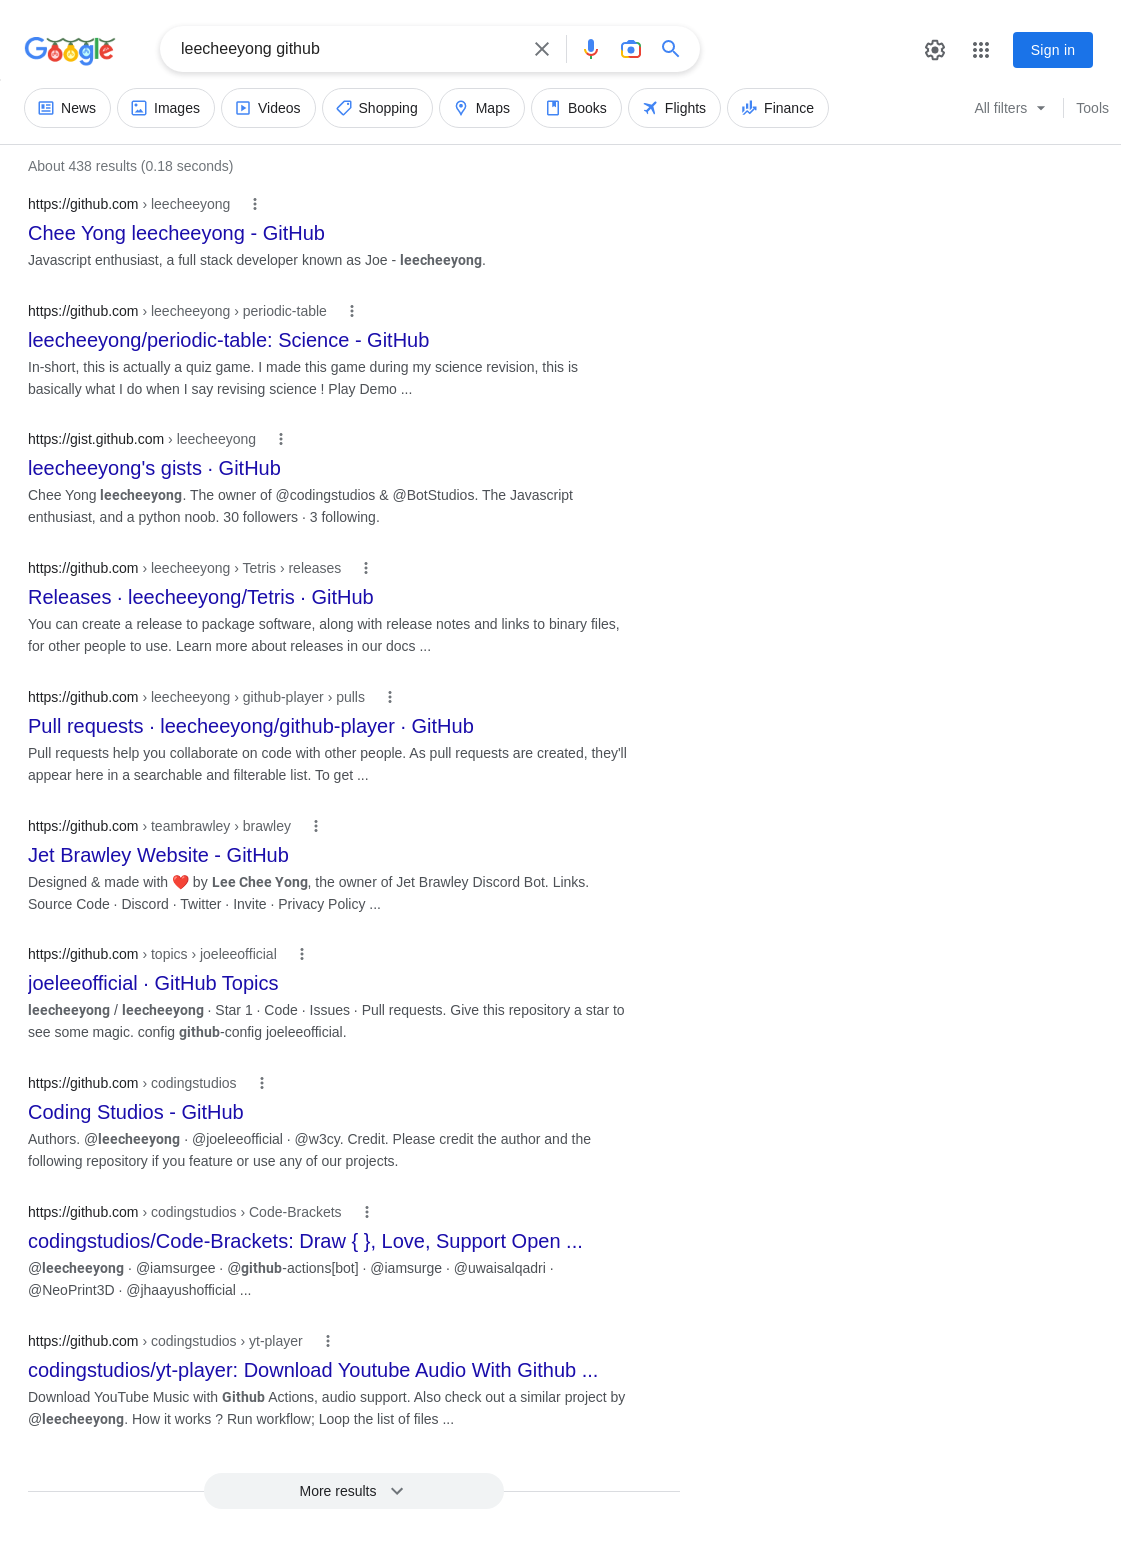 Google
leecheeyong github
Sign in
News
Images
Videos
Shopping
Maps
Books
Flights
Finance
All filters
Tools
About 438 results (0.18 seconds)
https://github.com › leecheeyong
Chee Yong leecheeyong - GitHub
Javascript enthusiast, a full stack developer known as Joe - leecheeyong.
https://github.com › leecheeyong › periodic-table
leecheeyong/periodic-table: Science - GitHub
In-short, this is actually a quiz game. I made this game during my science revision, this is
basically what I do when I say revising science ! Play Demo ...
https://gist.github.com › leecheeyong
leecheeyong's gists · GitHub
Chee Yong leecheeyong. The owner of @codingstudios & @BotStudios. The Javascript
enthusiast, and a python noob. 30 followers · 3 following.
https://github.com › leecheeyong › Tetris › releases
Releases · leecheeyong/Tetris · GitHub
You can create a release to package software, along with release notes and links to binary files,
for other people to use. Learn more about releases in our docs ...
https://github.com › leecheeyong › github-player › pulls
Pull requests · leecheeyong/github-player · GitHub
Pull requests help you collaborate on code with other people. As pull requests are created, they'll
appear here in a searchable and filterable list. To get ...
https://github.com › teambrawley › brawley
Jet Brawley Website - GitHub
Designed & made with ❤️ by Lee Chee Yong, the owner of Jet Brawley Discord Bot. Links.
Source Code · Discord · Twitter · Invite · Privacy Policy ...
https://github.com › topics › joeleeofficial
joeleeofficial · GitHub Topics
leecheeyong / leecheeyong · Star 1 · Code · Issues · Pull requests. Give this repository a star to
see some magic. config github-config joeleeofficial.
https://github.com › codingstudios
Coding Studios - GitHub
Authors. @leecheeyong · @joeleeofficial · @w3cy. Credit. Please credit the author and the
following repository if you feature or use any of our projects.
https://github.com › codingstudios › Code-Brackets
codingstudios/Code-Brackets: Draw { }, Love, Support Open ...
@leecheeyong · @iamsurgee · @github-actions[bot] · @iamsurge · @uwaisalqadri ·
@NeoPrint3D · @jhaayushofficial ...
https://github.com › codingstudios › yt-player
codingstudios/yt-player: Download Youtube Audio With Github ...
Download YouTube Music with Github Actions, audio support. Also check out a similar project by
@leecheeyong. How it works ? Run workflow; Loop the list of files ...
More results